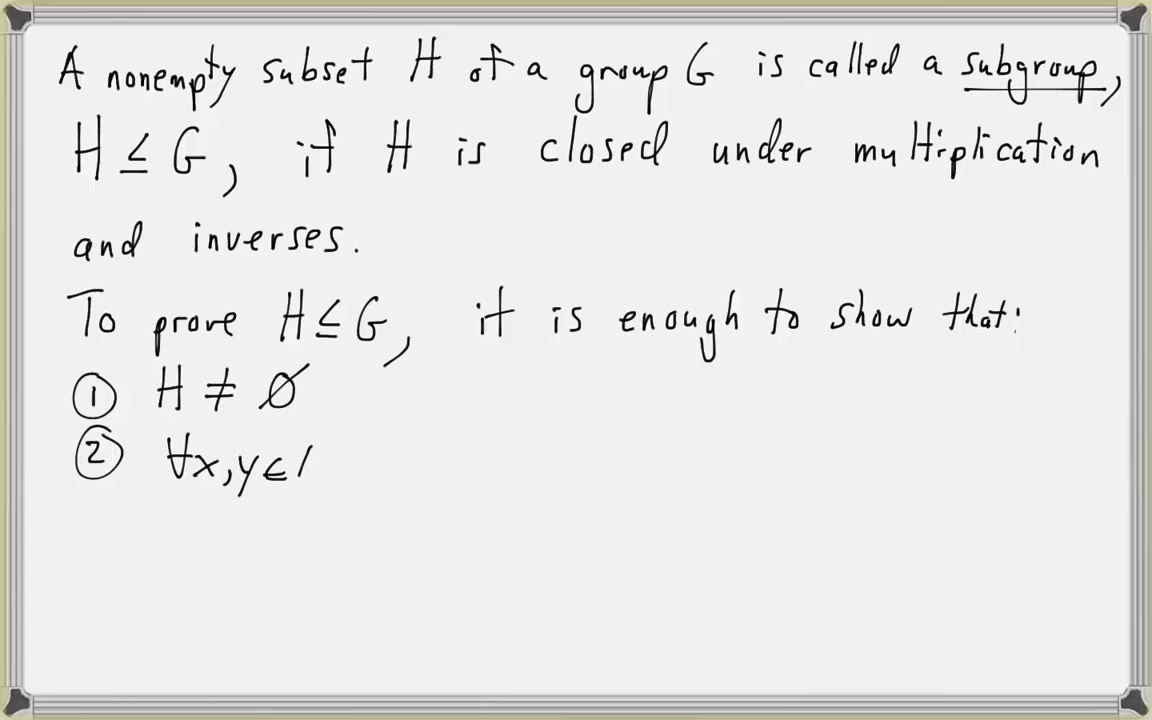 A nonempty subset H of a group G is called a subgroup,
H ≤ G, if H is closed under multiplication
and inverses.
To prove H ≤ G, it is enough to show that:
① H ≠ ∅
② ∀x,y∈